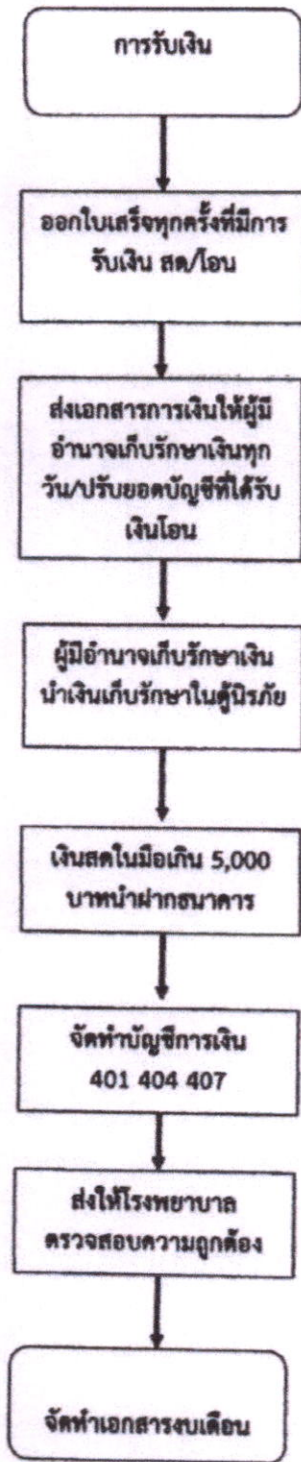 การรับเงิน
ออกใบเสร็จทุกครั้งที่มีการ
รับเงิน สด/โอน
ส่งเอกสารการเงินให้ผู้มี
อำนาจเก็บรักษาเงินทุก
วัน/ปรับยอดบัญชีที่ได้รับ
เงินโอน
ผู้มีอำนาจเก็บรักษาเงิน
นำเงินเก็บรักษาในตู้นิรภัย
เงินสดในมือเกิน 5,000
บาทนำฝากธนาคาร
จัดทำบัญชีการเงิน
401 404 407
ส่งให้โรงพยาบาล
ตรวจสอบความถูกต้อง
จัดทำเอกสารงบเดือน